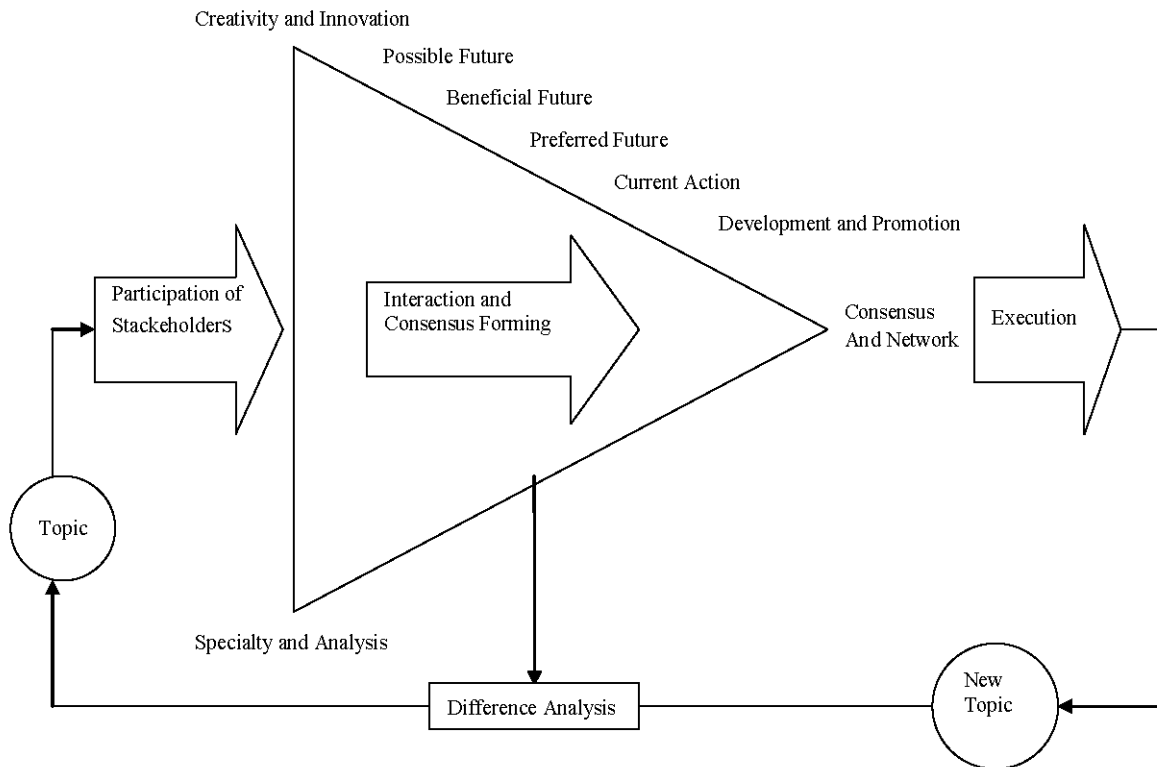 Creativity and Innovation
Possible Future
Beneficial Future
Preferred Future
Current Action
Development and Promotion
Participation of
Stackeholders
Interaction and
Consensus Forming
Consensus
And Network
Execution
Topic
Specialty and Analysis
Difference Analysis
New
Topic